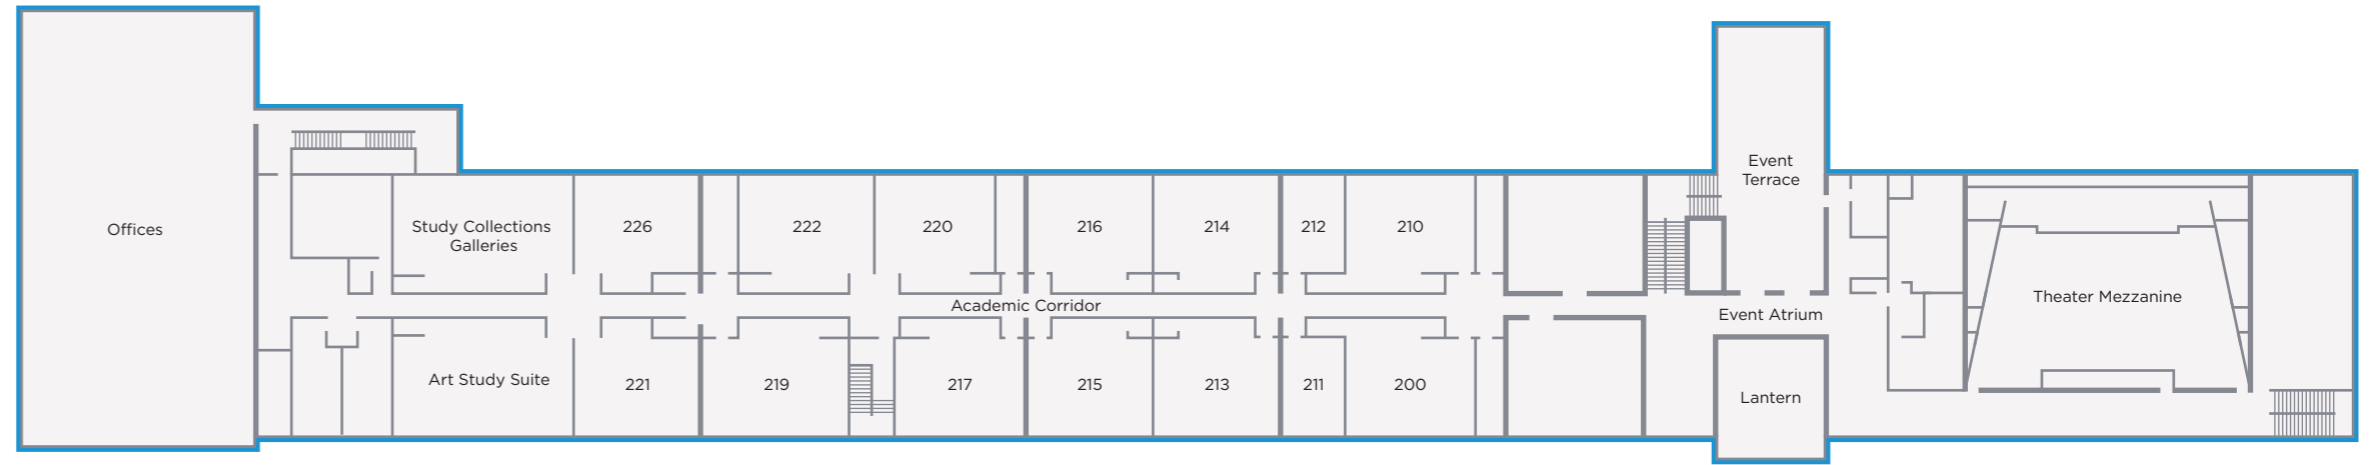 Event
Terrace
Offices
Study Collections
Galleries
226
222
220
216
214
212
210
Academic Corridor
Event Atrium
Theater Mezzanine
Art Study Suite
221
219
217
215
213
211
200
Lantern